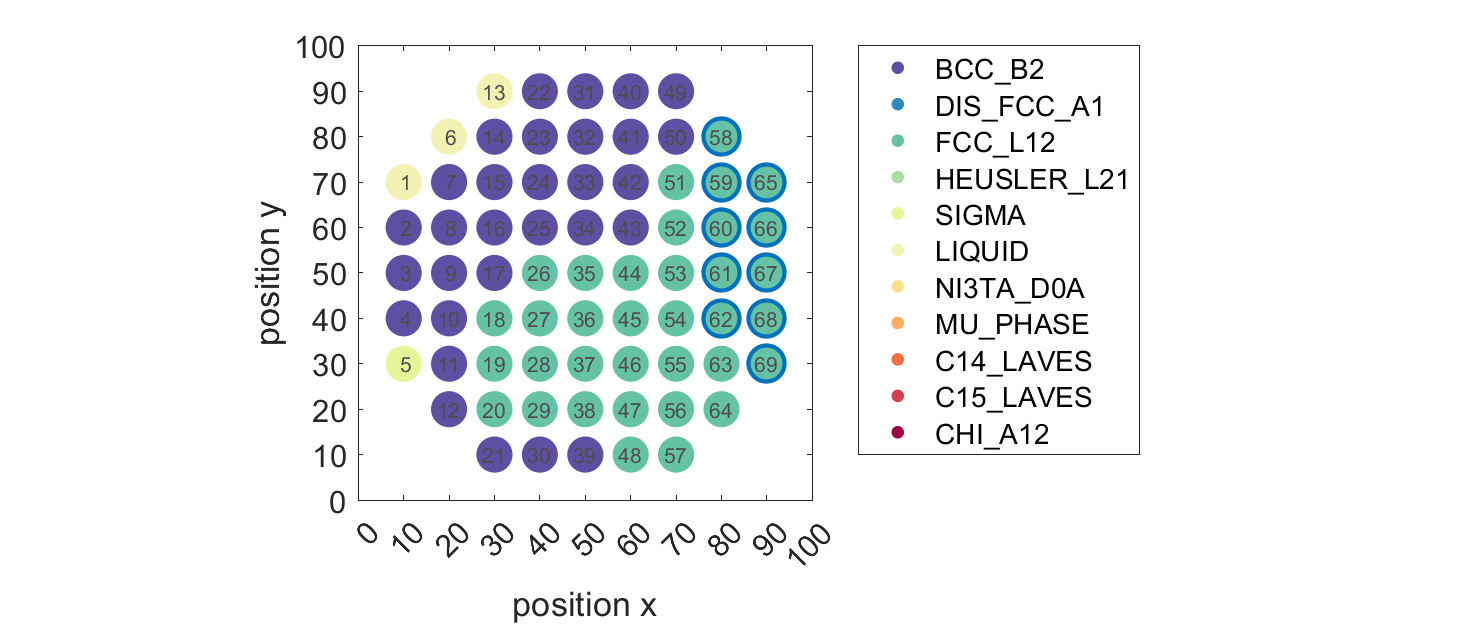 100
90
80
70
60
50
40
30
20
10
0
position y
13 22 31 40 49
6 14 23 32 41 50 58
1 7 15 24 33 42 51 59 65
2 8 16 25 34 43 52 60 66
3 9 17 26 35 44 53 61 67
4 10 18 27 36 45 54 62 68
5 11 19 28 37 46 55 63 69
12 20 29 38 47 56 64
21 30 39 48 57
0 10 20 30 40 50 60 70 80 90 100
position x
BCC_B2
DIS_FCC_A1
FCC_L12
HEUSLER_L21
SIGMA
LIQUID
NI3TA_D0A
MU_PHASE
C14_LAVES
C15_LAVES
CHI_A12